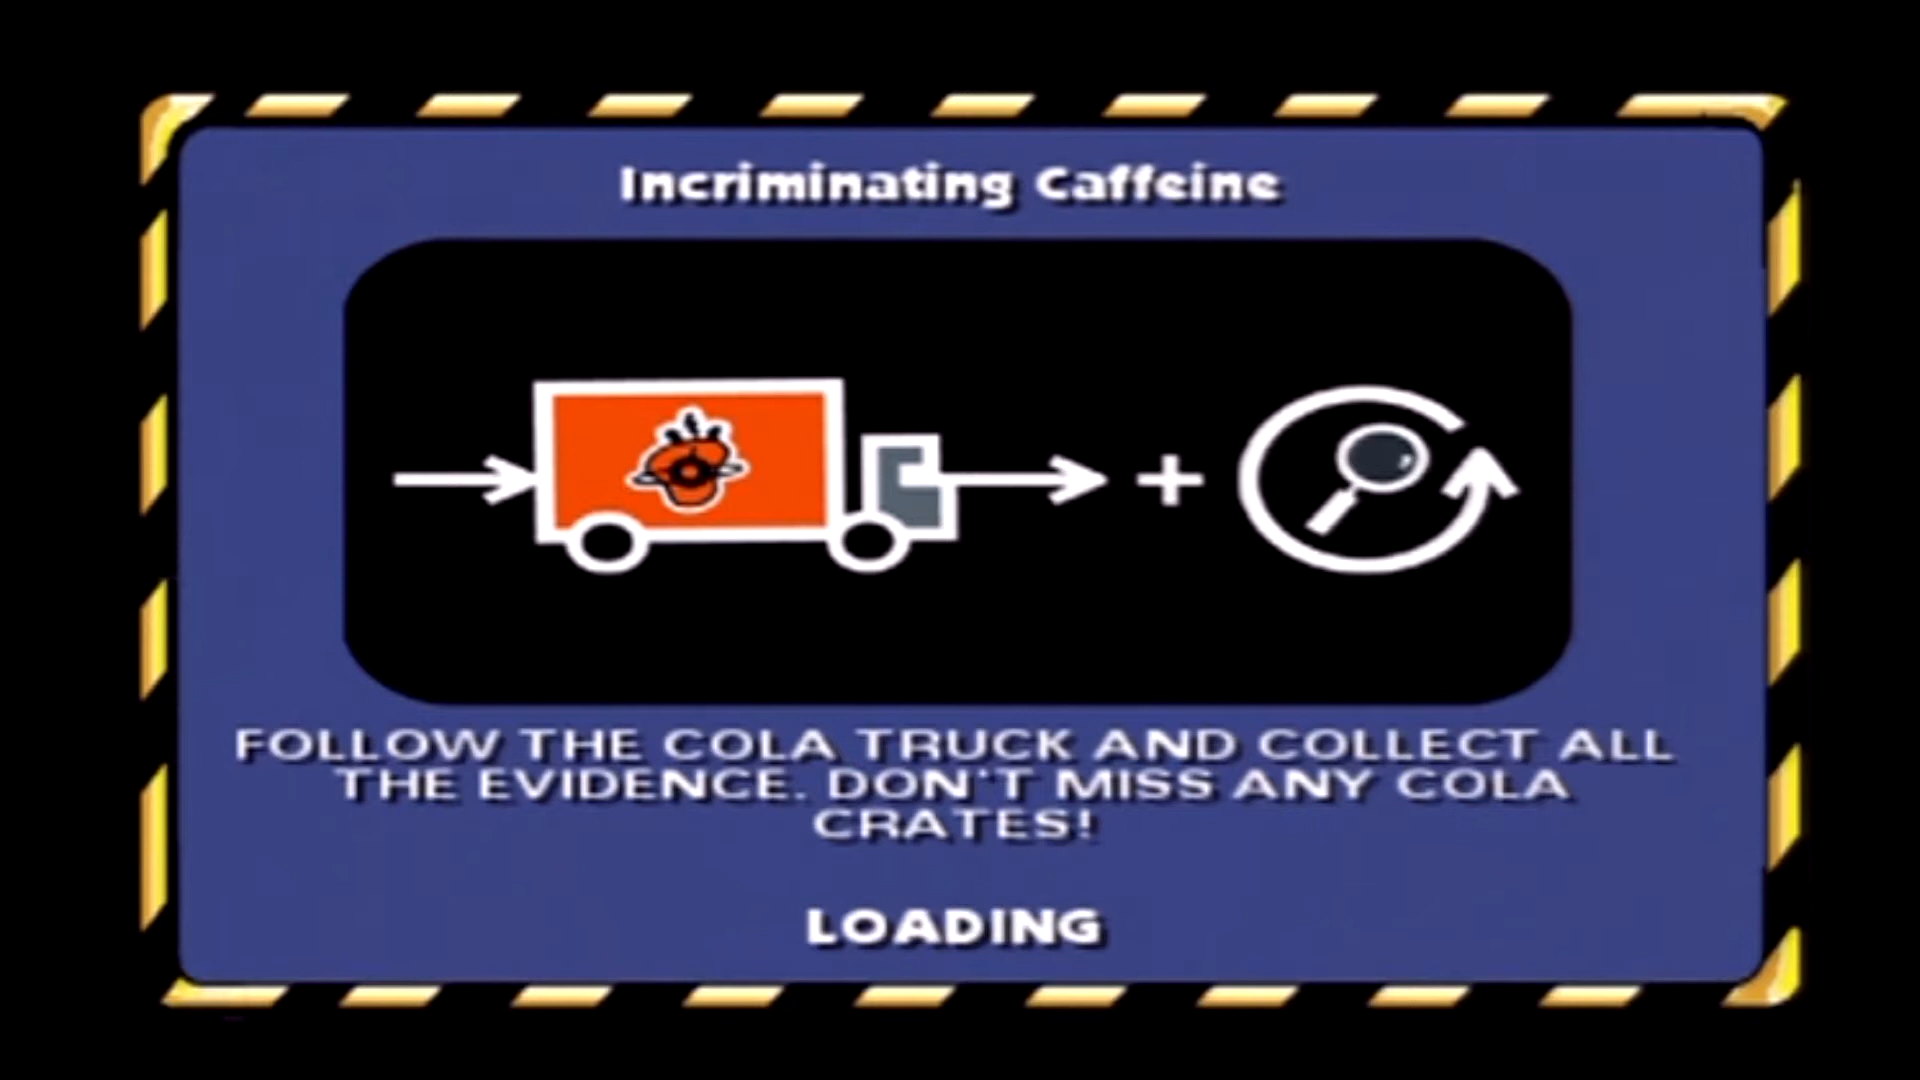 Incriminating Caffeine
FOLLOW THE COLA TRUCK AND COLLECT ALL
THE EVIDENCE. DON'T MISS ANY COLA
CRATES!
LOADING